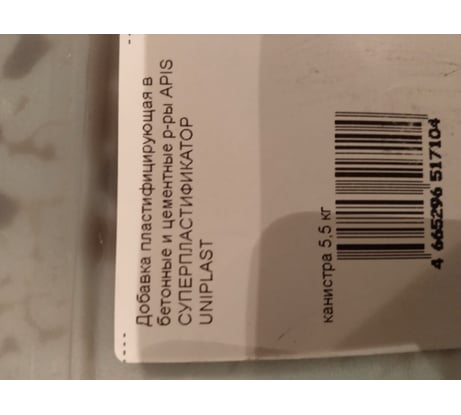 Добавка пластифицирующая в
бетонные и цементные р-ры APIS
СУПЕРПЛАСТИФИКАТОР
UNIPLAST
канистра 5,5 кг
4 665296 517104